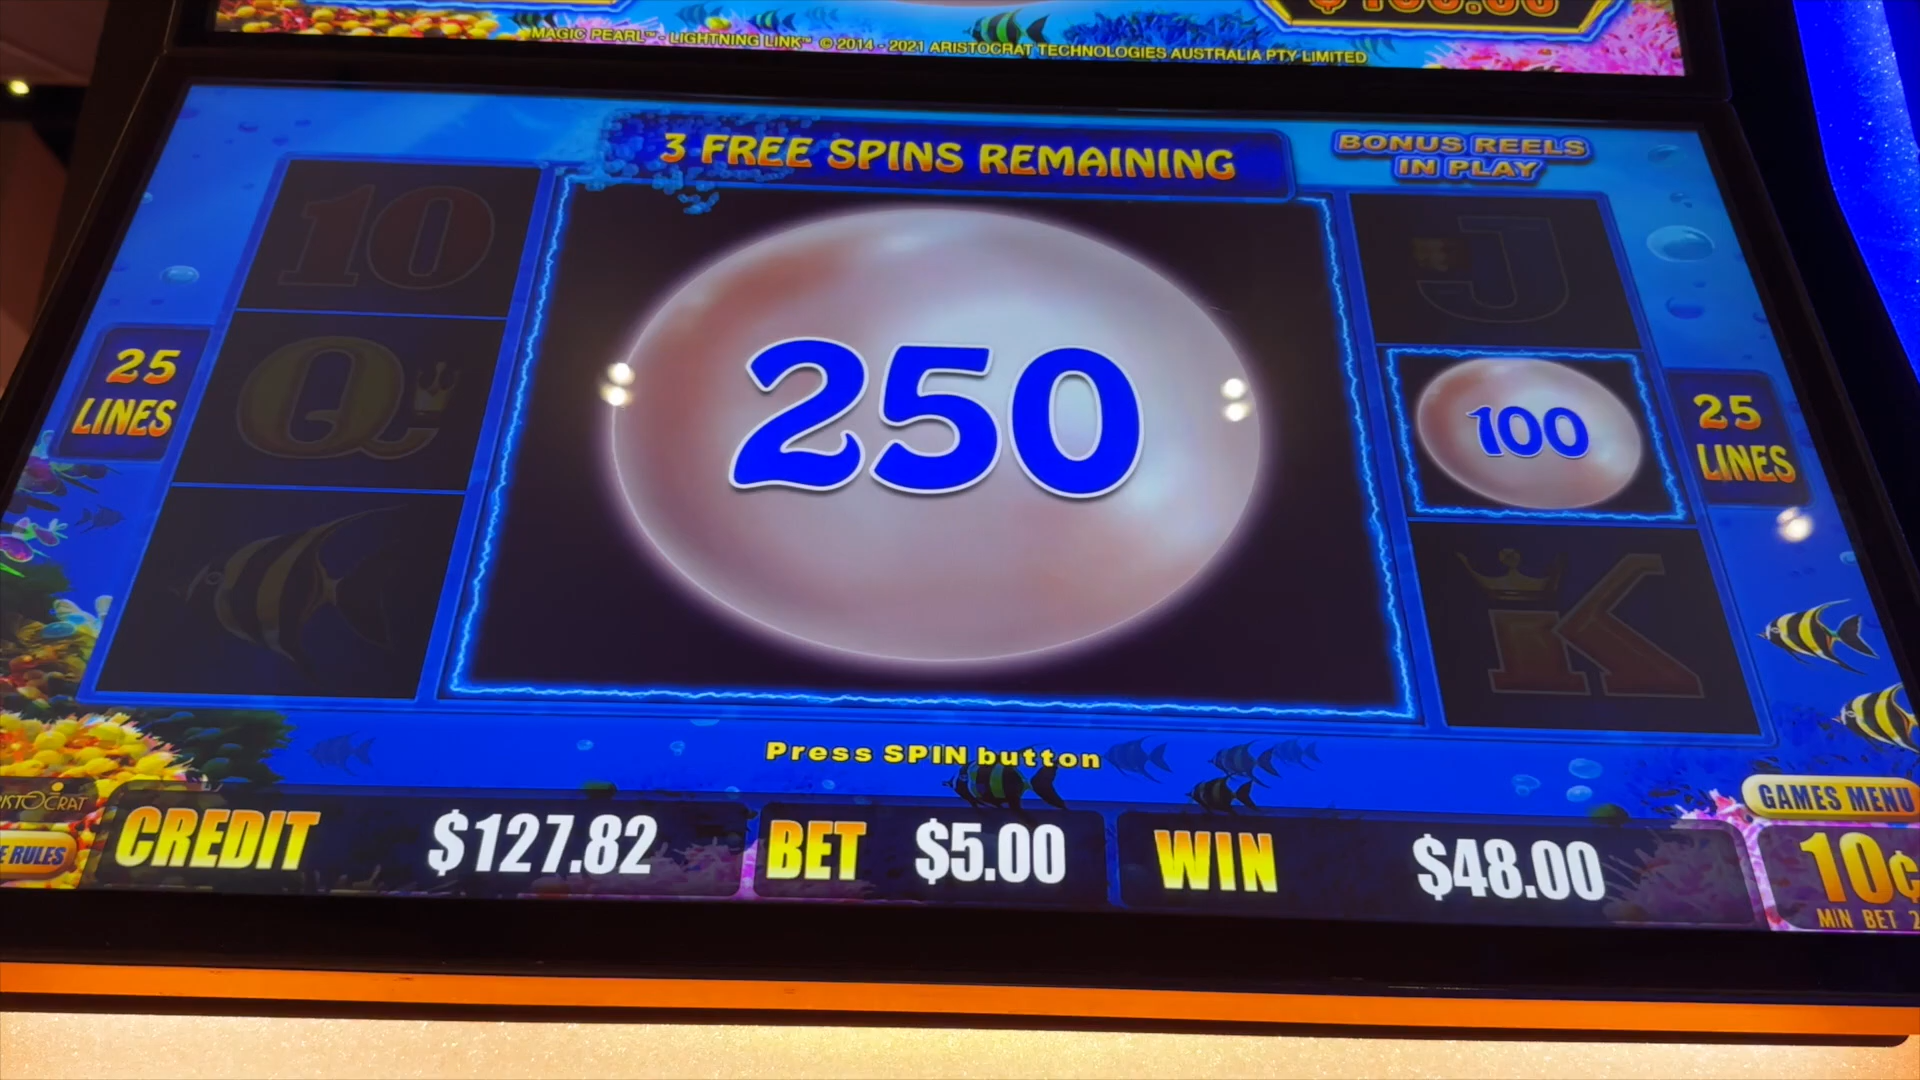 MAGIC PEARL™ - LIGHTNING LINK™ © 2014 - 2021 ARISTOCRAT TECHNOLOGIES AUSTRALIA PTY LIMITED
3 FREE SPINS REMAINING
BONUS REELS
IN PLAY
10
J
25
LINES
Q
250
100
25
LINES
K
Press SPIN button
GAMES MENU
CREDIT $127.82
BET $5.00
WIN $48.00
10¢
MIN BET
RULES